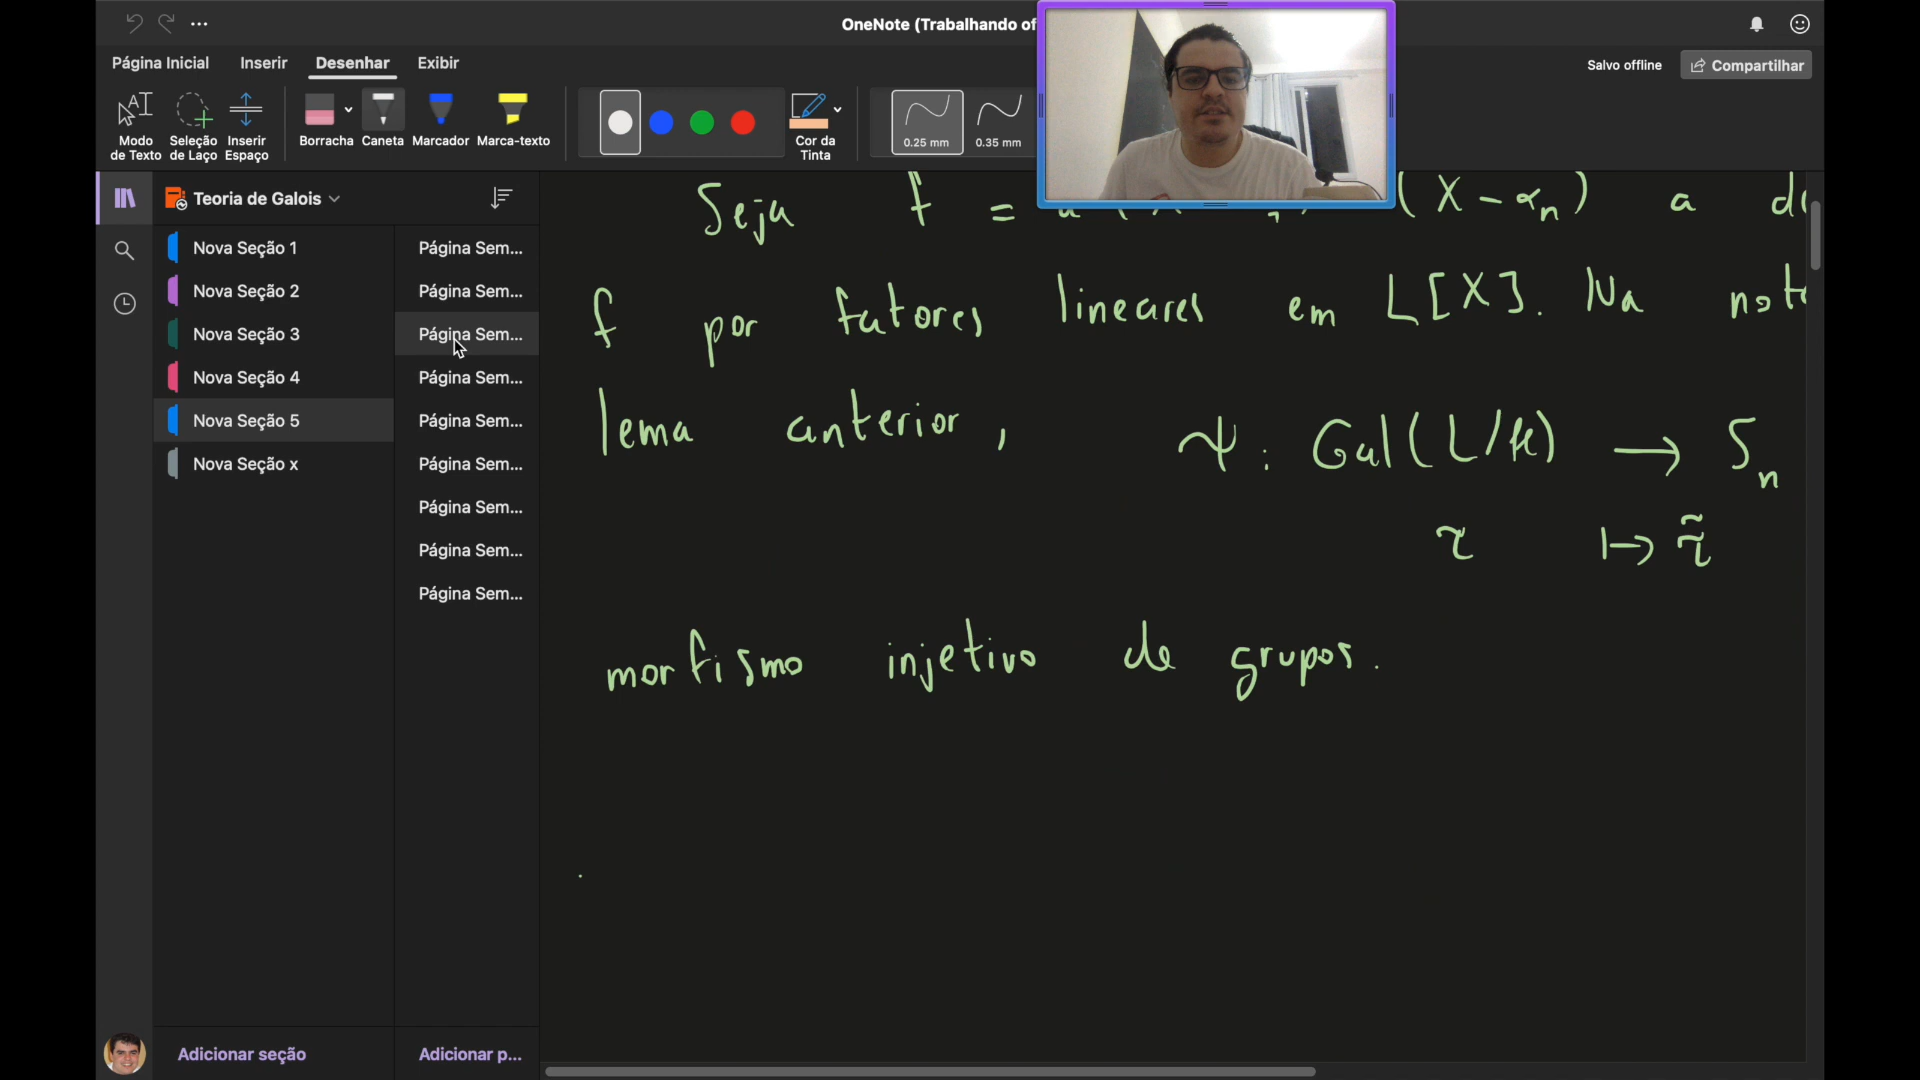 OneNote (Trabalhando of
Página Inicial Inserir Desenhar Exibir
Salvo offline Compartilhar
Modo de Texto Seleção de Laço Inserir Espaço Borracha Caneta Marcador Marca-texto Cor da Tinta 0.25 mm 0.35 mm
Teoria de Galois
Nova Seção 1
Nova Seção 2
Nova Seção 3
Nova Seção 4
Nova Seção 5
Nova Seção x
Adicionar seção
Página Sem...
Página Sem...
Página Sem...
Página Sem...
Página Sem...
Página Sem...
Página Sem...
Página Sem...
Página Sem...
Adicionar p...
Seja f = (X - αn) a
f por fatores lineares em L[X]. Na
lema anterior, ψ: Gal(L/k) → Sn
τ ↦ τ̃
morfismo injetivo de grupos.